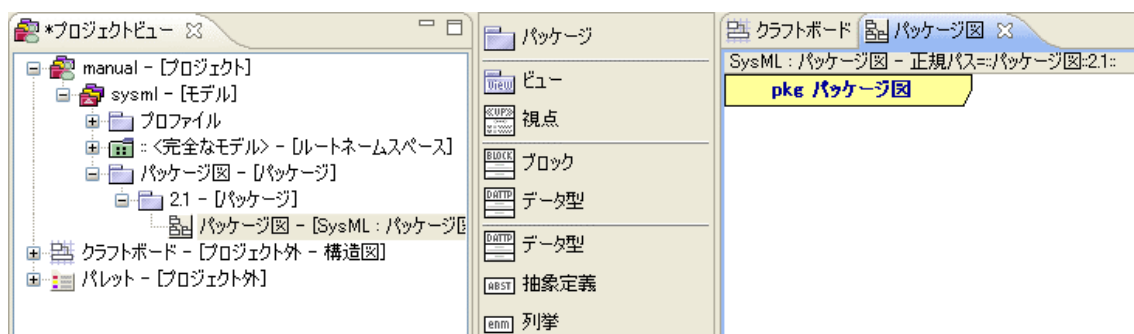 *プロジェクトビュー
manual - [プロジェクト]
sysml - [モデル]
プロファイル
:: <完全なモデル> - [ルートネームスペース]
パッケージ図 - [パッケージ]
2.1 - [パッケージ]
パッケージ図 - [SysML : パッケージ図
クラフトボード - [プロジェクト外 - 構造図]
パレット - [プロジェクト外]
パッケージ
View ビュー
<<VP>> 視点
BLOCK ブロック
DATTP データ型
DATTP データ型
ABST 抽象定義
enm 列挙
クラフトボード パッケージ図
SysML : パッケージ図 - 正規パス=::パッケージ図::2.1::
pkg パッケージ図